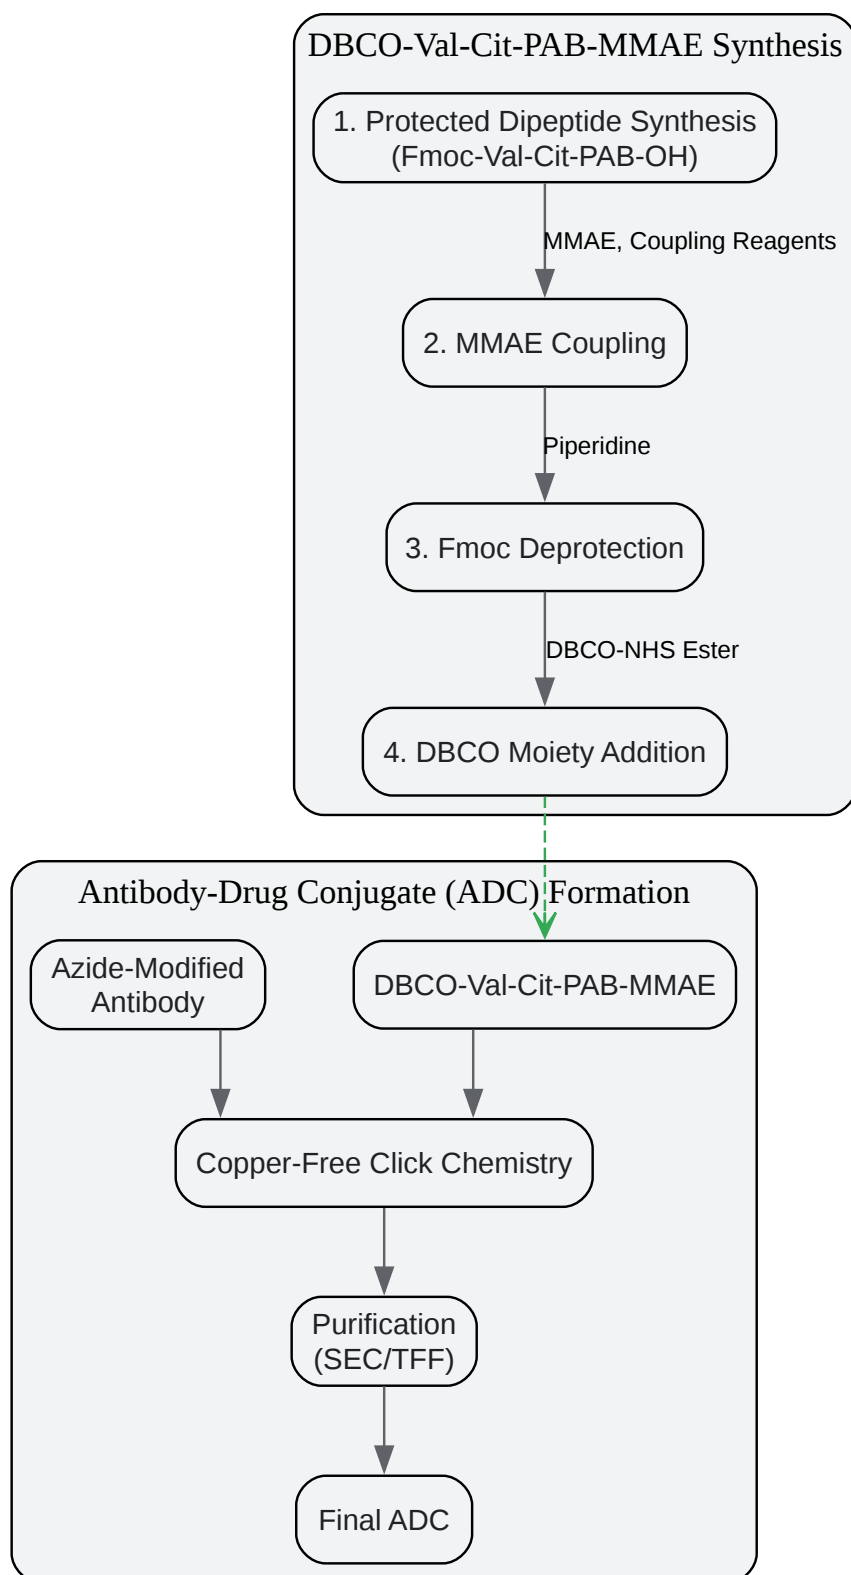 DBCO-Val-Cit-PAB-MMAE Synthesis
1. Protected Dipeptide Synthesis
(Fmoc-Val-Cit-PAB-OH)
MMAE, Coupling Reagents
2. MMAE Coupling
Piperidine
3. Fmoc Deprotection
DBCO-NHS Ester
4. DBCO Moiety Addition
Antibody-Drug Conjugate (ADC) Formation
Azide-Modified
Antibody
DBCO-Val-Cit-PAB-MMAE
Copper-Free Click Chemistry
Purification
(SEC/TFF)
Final ADC